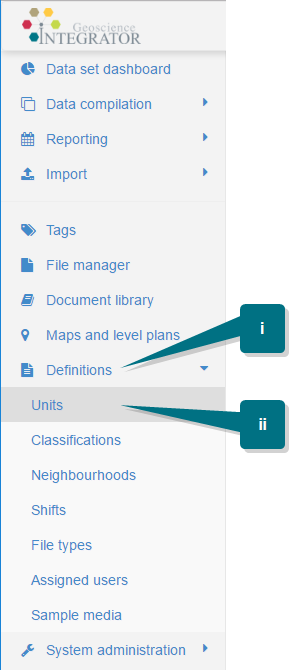 Geoscience
INTEGRATOR
Data set dashboard
Data compilation
Reporting
Import
Tags
File manager
Document library
Maps and level plans
Definitions
i
Units
ii
Classifications
Neighbourhoods
Shifts
File types
Assigned users
Sample media
System administration